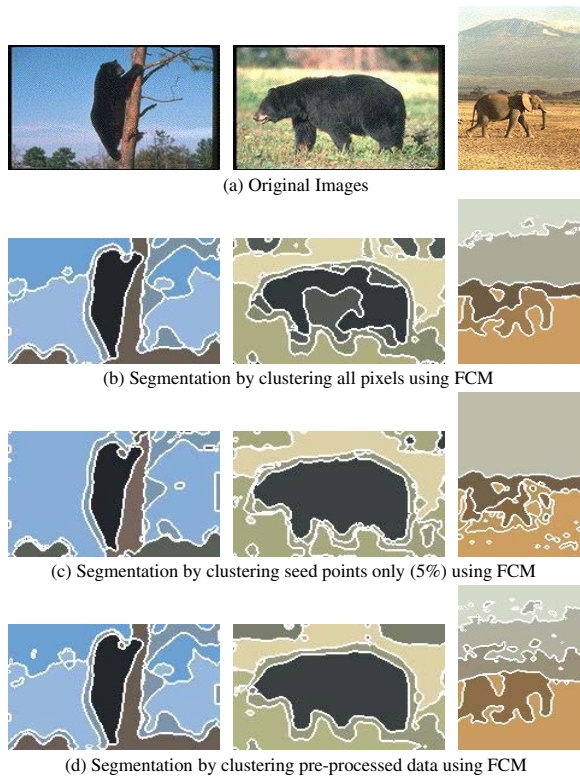 (a) Original Images
(b) Segmentation by clustering all pixels using FCM
(c) Segmentation by clustering seed points only (5%) using FCM
(d) Segmentation by clustering pre-processed data using FCM